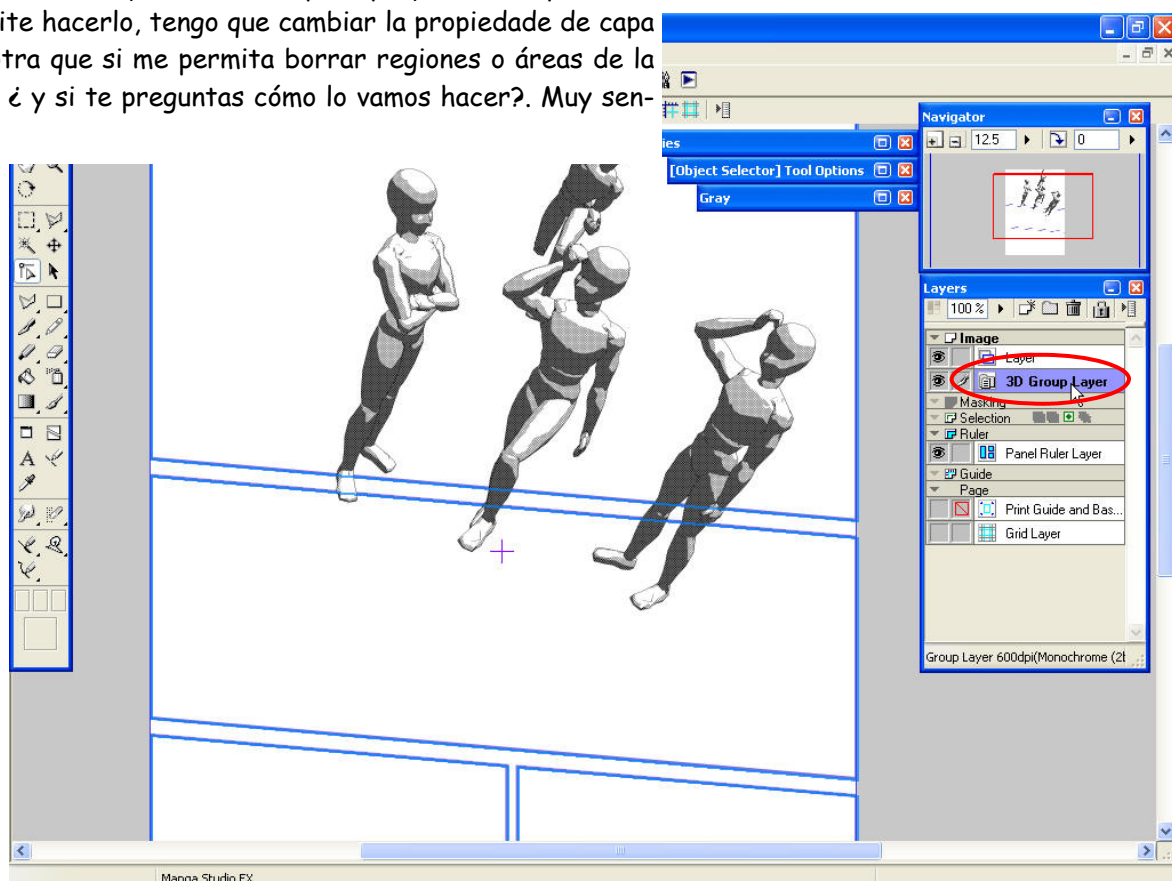 ite hacerlo, tengo que cambiar la propiedade de capa
otra que si me permita borrar regiones o áreas de la
¿ y si te preguntas cómo lo vamos hacer?. Muy sen-
Navigator
12.5
0
ies
[Object Selector] Tool Options
Gray
Layers
100 %
Image
Layer
3D Group Layer
Masking
Selection
Ruler
Panel Ruler Layer
Guide
Page
Print Guide and Bas...
Grid Layer
Group Layer 600dpi(Monochrome (2
A
Manga Studio EX